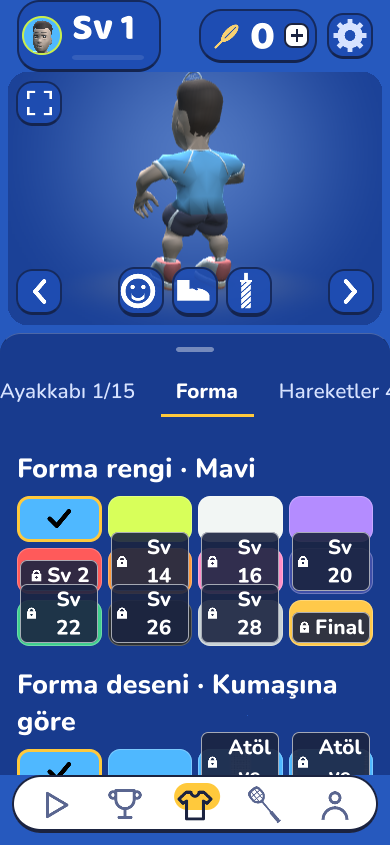 Sv 1
0
Ayakkabı 1/15 Forma Hareketler 4
Forma rengi · Mavi
Sv 2
Sv 14
Sv 16
Sv 20
Sv 22
Sv 26
Sv 28
Final
Forma deseni · Kumaşına
göre
Atöl
Atöl